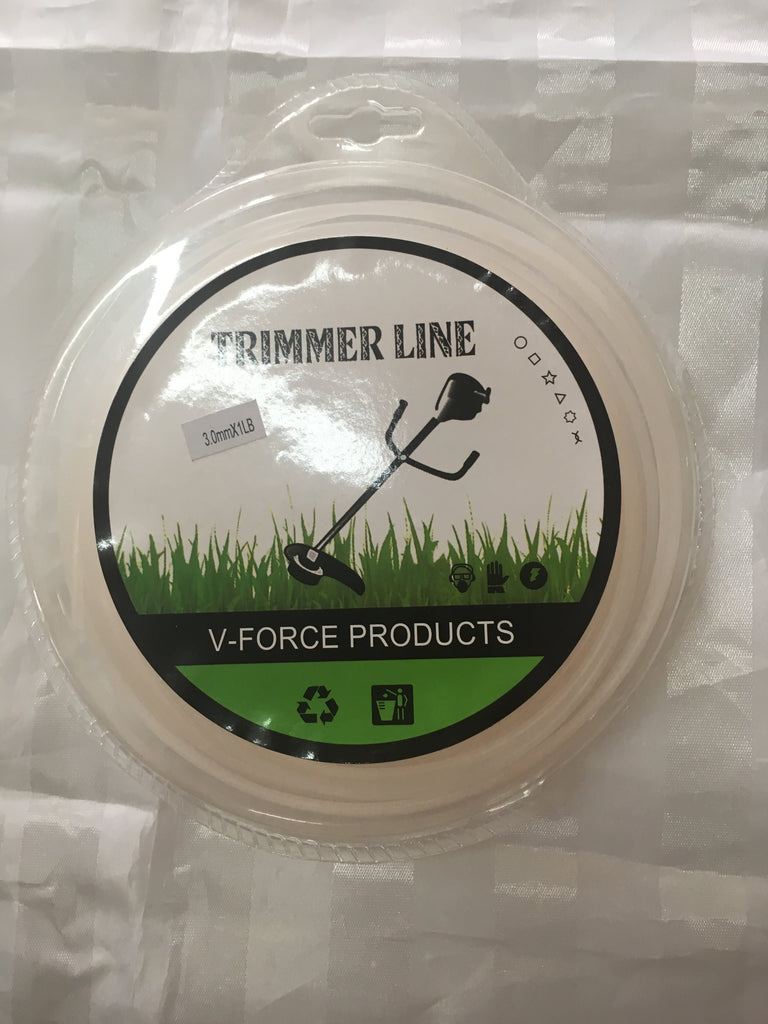 TRIMMER LINE
3.0mmX1LB
V-FORCE PRODUCTS